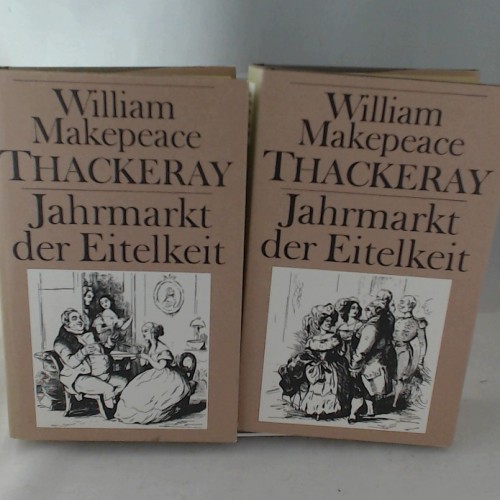 William
Makepeace
THACKERAY
Jahrmarkt
der Eitelkeit
William
Makepeace
THACKERAY
Jahrmarkt
der Eitelkeit